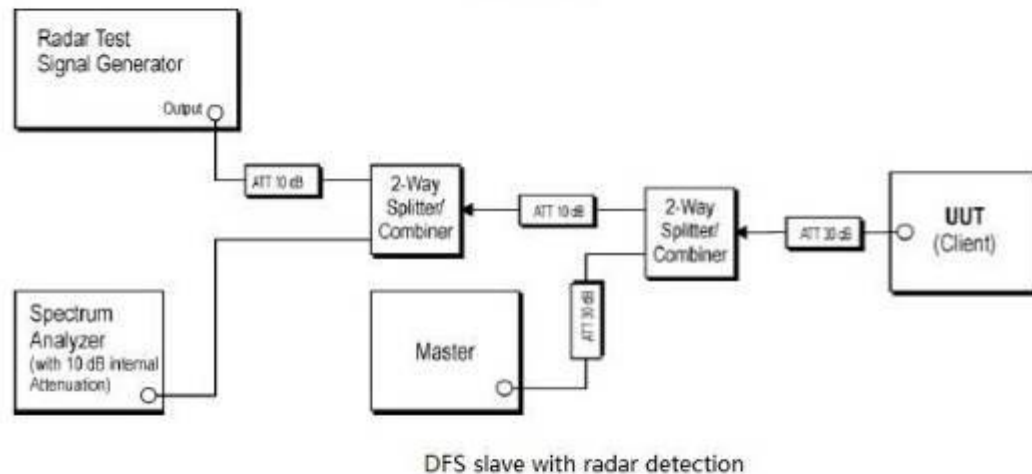 Radar Test
Signal Generator
Output
ATT 10 dB
2-Way
Splitter/
Combiner
ATT 10 dB
2-Way
Splitter/
Combiner
ATT 30 dB
UUT
(Client)
Spectrum
Analyzer
(with 10 dB internal
Attenuation)
Master
ATT 30 dB
DFS slave with radar detection